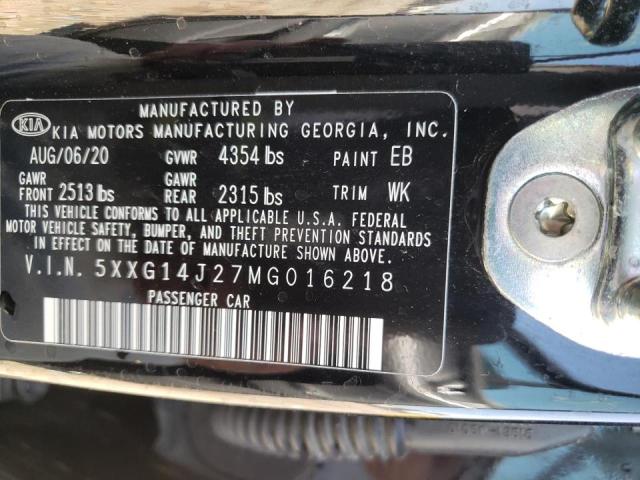 MANUFACTURED BY
KIA KIA MOTORS MANUFACTURING GEORGIA, INC.
AUG/06/20 GVWR 4354 lbs PAINT EB
GAWR FRONT 2513 lbs GAWR REAR 2315 lbs TRIM WK
THIS VEHICLE CONFORMS TO ALL APPLICABLE U.S.A. FEDERAL
MOTOR VEHICLE SAFETY, BUMPER, AND THEFT PREVENTION STANDARDS
IN EFFECT ON THE DATE OF MANUFACTURE SHOWN ABOVE.
V.I.N. 5XXG14J27MG016218
PASSENGER CAR